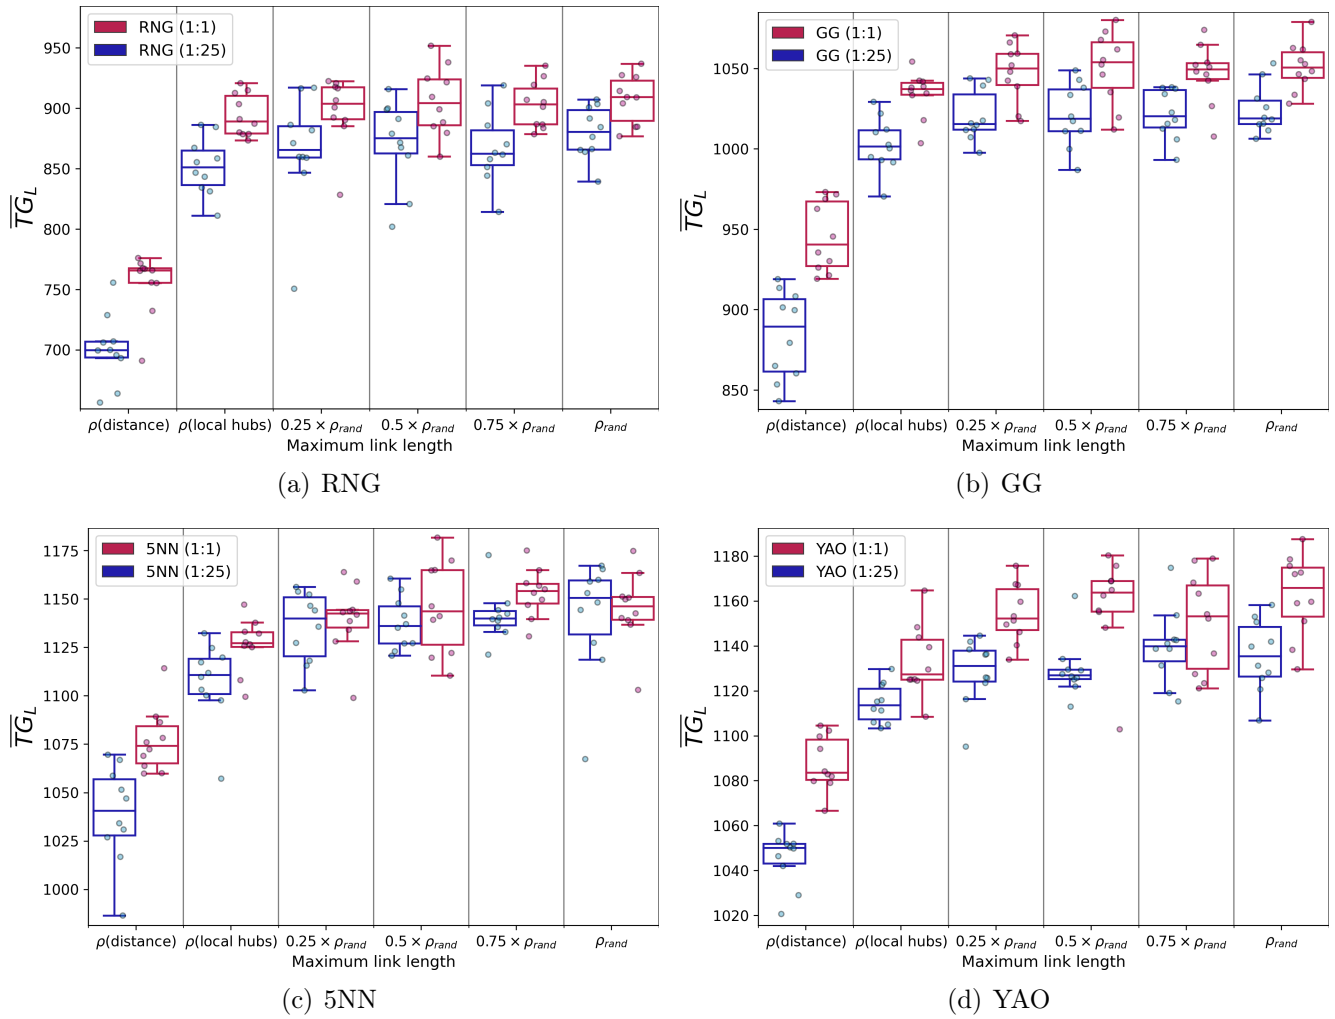 RNG (1:1)
RNG (1:25)
950
900
850
800
750
700
T̅G̅_L
ρ(distance) ρ(local hubs) 0.25 × ρ_rand 0.5 × ρ_rand 0.75 × ρ_rand ρ_rand
Maximum link length
(a) RNG
GG (1:1)
GG (1:25)
1050
1000
950
900
850
T̅G̅_L
ρ(distance) ρ(local hubs) 0.25 × ρ_rand 0.5 × ρ_rand 0.75 × ρ_rand ρ_rand
Maximum link length
(b) GG
5NN (1:1)
5NN (1:25)
1175
1150
1125
1100
1075
1050
1025
1000
T̅G̅_L
ρ(distance) ρ(local hubs) 0.25 × ρ_rand 0.5 × ρ_rand 0.75 × ρ_rand ρ_rand
Maximum link length
(c) 5NN
YAO (1:1)
YAO (1:25)
1180
1160
1140
1120
1100
1080
1060
1040
1020
T̅G̅_L
ρ(distance) ρ(local hubs) 0.25 × ρ_rand 0.5 × ρ_rand 0.75 × ρ_rand ρ_rand
Maximum link length
(d) YAO